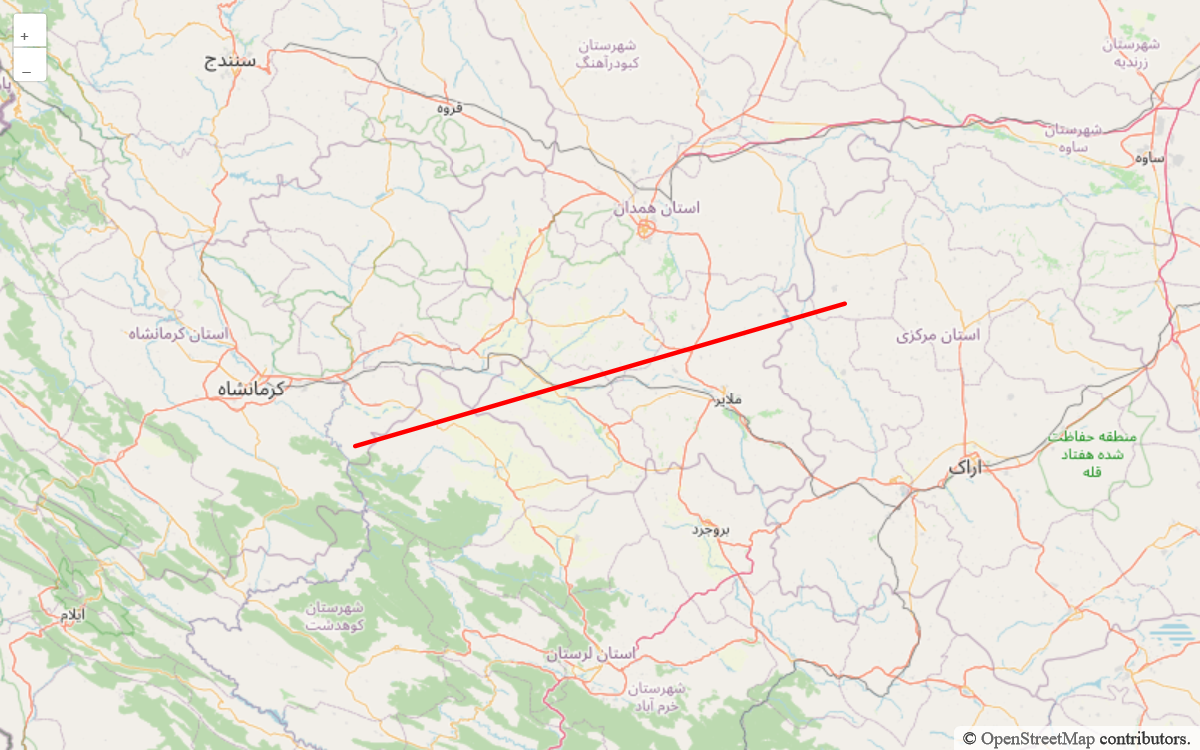 +
–
سنندج
شهرستان
کبودرآهنگ
شهرستان
زرندیه
قروه
شهرستان
ساوه
ساوه
استان همدان
استان کرمانشاه
استان مرکزی
کرمانشاه
ملایر
منطقه حفاظت
شده هفتاد
قله
اراک
بروجرد
ایلام
شهرستان
کوهدشت
استان لرستان
شهرستان
خرم آباد
© OpenStreetMap contributors.